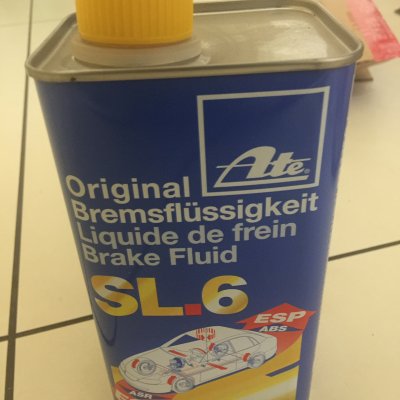 Ate
Original
Bremsflüssigkeit
Liquide de frein
Brake Fluid
SL.6
ESP
ABS
ASR